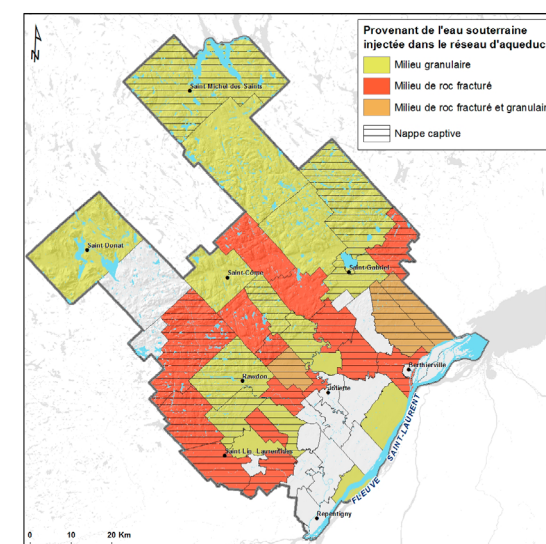 Provenant de l'eau souterraine
injectée dans le réseau d'aqueduc
Milieu granulaire
Milieu de roc fracturé
Milieu de roc fracturé et granulair
Nappe captive
N
Saint Michel des Saints
Saint Donat
Saint-Gabriel
Saint-Côme
Berthierville
Rawdon
Joliette
Saint Lin Laurentides
FLEUVE SAINT-LAURENT
Repentigny
0 10 20 Km